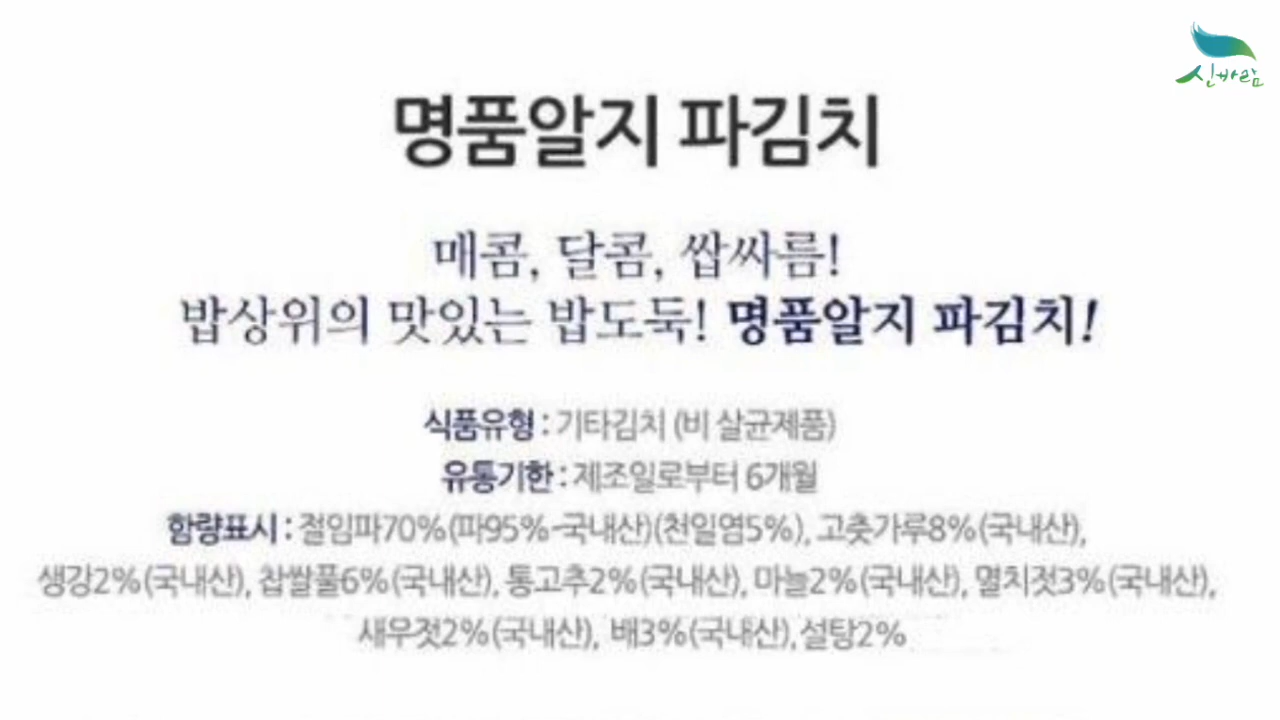 신바람
명품알지 파김치
매콤, 달콤, 쌉싸름!
밥상위의 맛있는 밥도둑! 명품알지 파김치!
식품유형 : 기타김치 (비 살균제품)
유통기한 : 제조일로부터 6개월
함량표시 : 절임파70%(파95%-국내산)(천일염5%), 고춧가루8%(국내산),
생강2%(국내산), 찹쌀풀6%(국내산), 통고추2%(국내산), 마늘2%(국내산), 멸치젓3%(국내산),
새우젓2%(국내산), 배3%(국내산),설탕2%